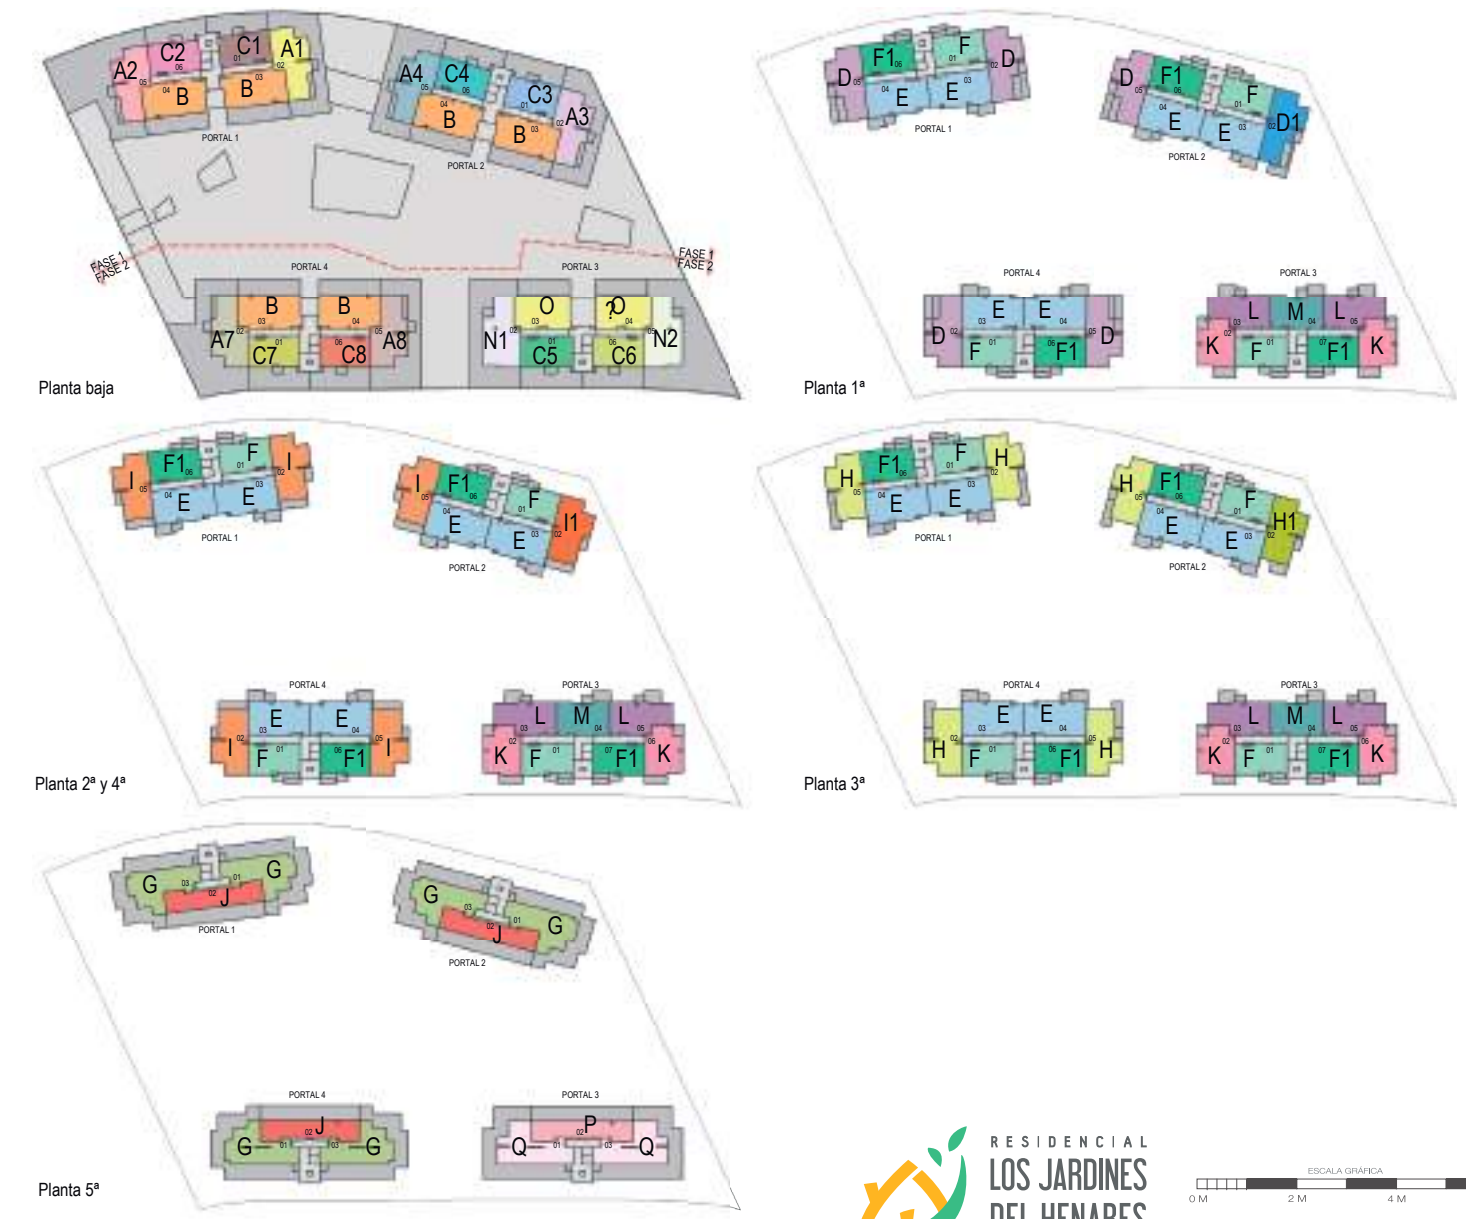 C2
C1
A1
A2
01
06
02
03
05
04
B
B
PORTAL 1
A4
C4
05
06
04
B
C3
01
B
03
02
A3
PORTAL 2
FASE 1
FASE 2
FASE 1
FASE 2
PORTAL 4
PORTAL 3
B
B
03
04
02
05
A7
A8
01
06
C7
C8
O
?O
03
04
02
05
N1
N2
01
06
C5
C6
Planta baja
D
F1
F
D
05
06
01
02
04
03
E
E
PORTAL 1
D
F1
05
06
F
01
04
E
E
03
02
D1
PORTAL 2
PORTAL 4
PORTAL 3
E
E
03
04
D
02
05
D
F
01
06
F1
L
M
L
03
04
05
K
02
06
K
F
01
07
F1
Planta 1ª
I
F1
F
I
05
06
01
02
04
03
E
E
PORTAL 1
I
F1
05
06
F
01
04
E
E
03
02
I1
PORTAL 2
PORTAL 4
PORTAL 3
E
E
03
04
I
02
05
I
F
01
06
F1
L
M
L
03
04
05
K
02
06
K
F
01
07
F1
Planta 2ª y 4ª
H
F1
F
H
05
06
01
02
04
03
E
E
PORTAL 1
H
F1
05
06
F
01
04
E
E
03
02
H1
PORTAL 2
PORTAL 4
PORTAL 3
E
E
03
04
H
02
05
H
F
01
06
F1
L
M
L
03
04
05
K
02
06
K
F
01
07
F1
Planta 3ª
G
03
02
01
G
J
PORTAL 1
G
03
02
01
G
J
PORTAL 2
PORTAL 4
PORTAL 3
J
02
G
01
03
G
P
02
Q
01
03
Q
Planta 5ª
RESIDENCIAL
LOS JARDINES
DEL HENARES
ESCALA GRÁFICA
0 M
2 M
4 M